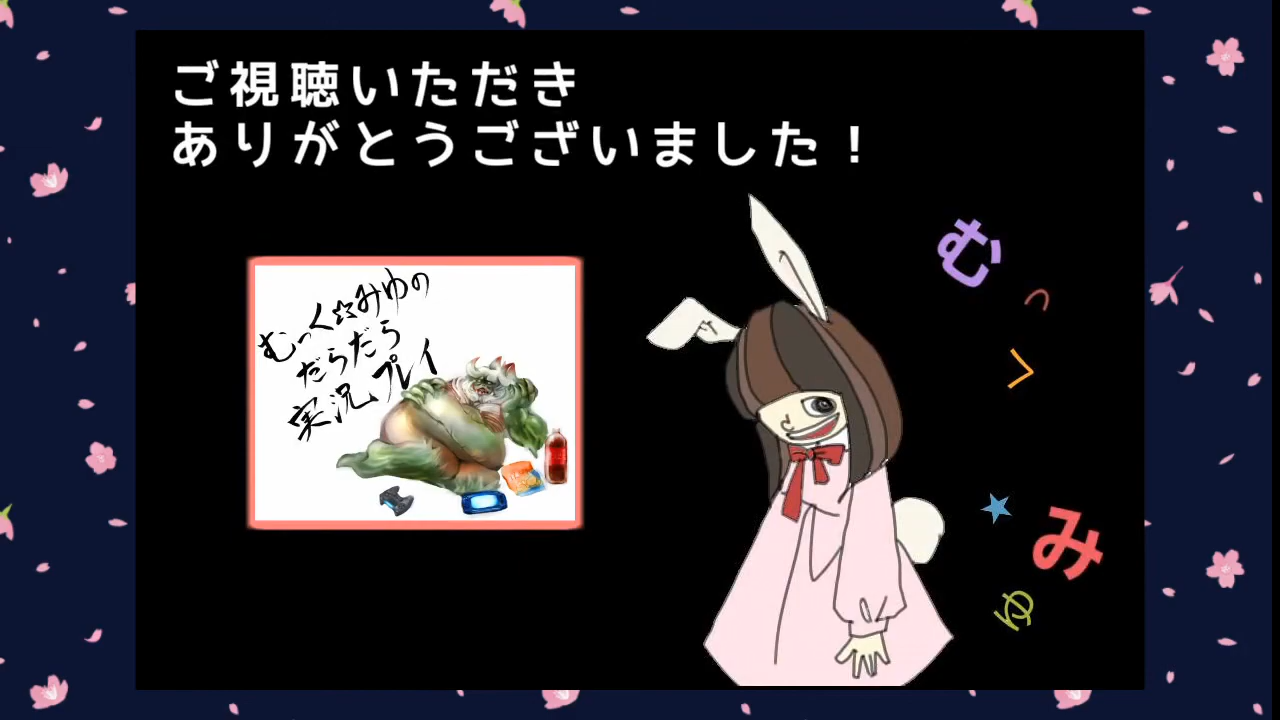 ご視聴いただき
ありがとうございました！
むっく☆みゆの
だらだら
実況プレイ
むっく★みゆ